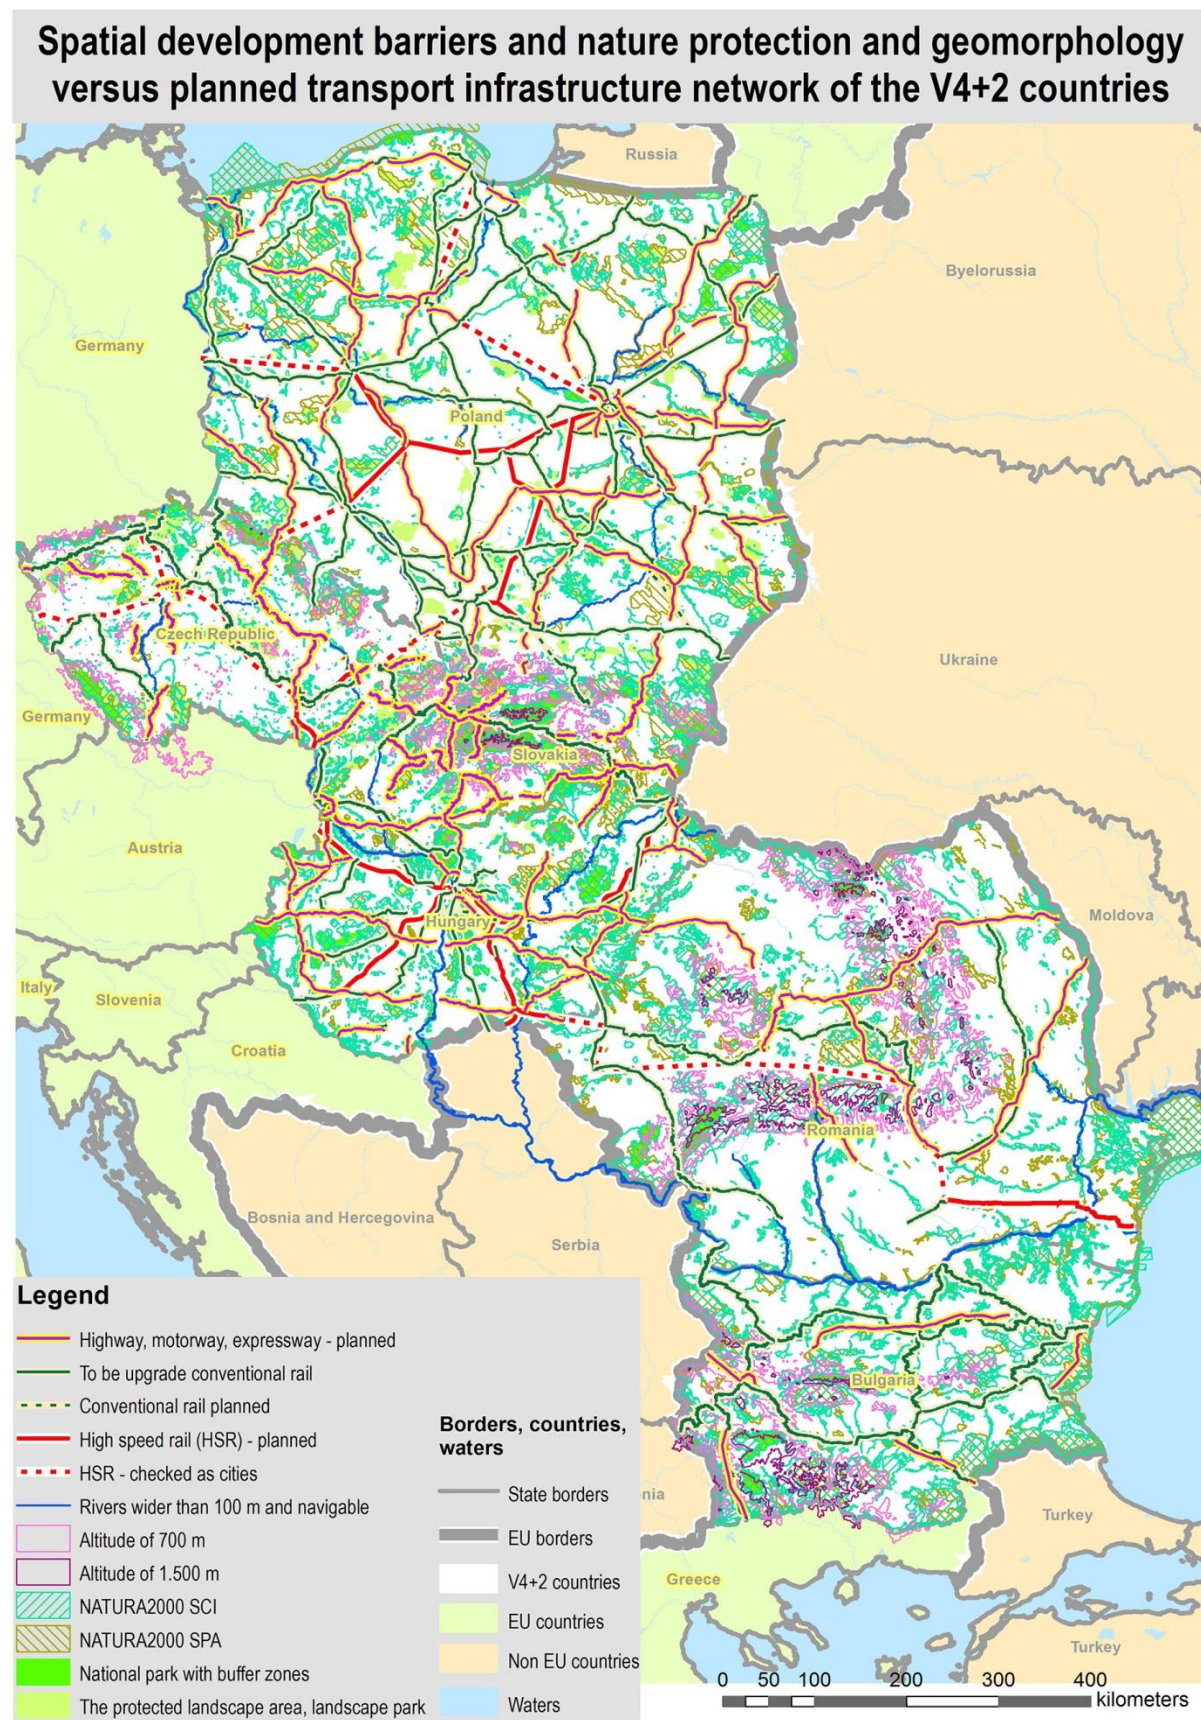 Spatial development barriers and nature protection and geomorphology
versus planned transport infrastructure network of the V4+2 countries
Russia
Byelorussia
Germany
Poland
Czech Republic
Ukraine
Germany
Slovakia
Austria
Hungary
Moldova
Italy
Slovenia
Croatia
Romania
Bosnia and Hercegovina
Serbia
Bulgaria
nia
Turkey
Greece
Turkey
Legend
Highway, motorway, expressway - planned
To be upgrade conventional rail
Conventional rail planned
High speed rail (HSR) - planned
HSR - checked as cities
Rivers wider than 100 m and navigable
Altitude of 700 m
Altitude of 1.500 m
NATURA2000 SCI
NATURA2000 SPA
National park with buffer zones
The protected landscape area, landscape park
Borders, countries,
waters
State borders
EU borders
V4+2 countries
EU countries
Non EU countries
Waters
0 50 100 200 300 400
kilometers